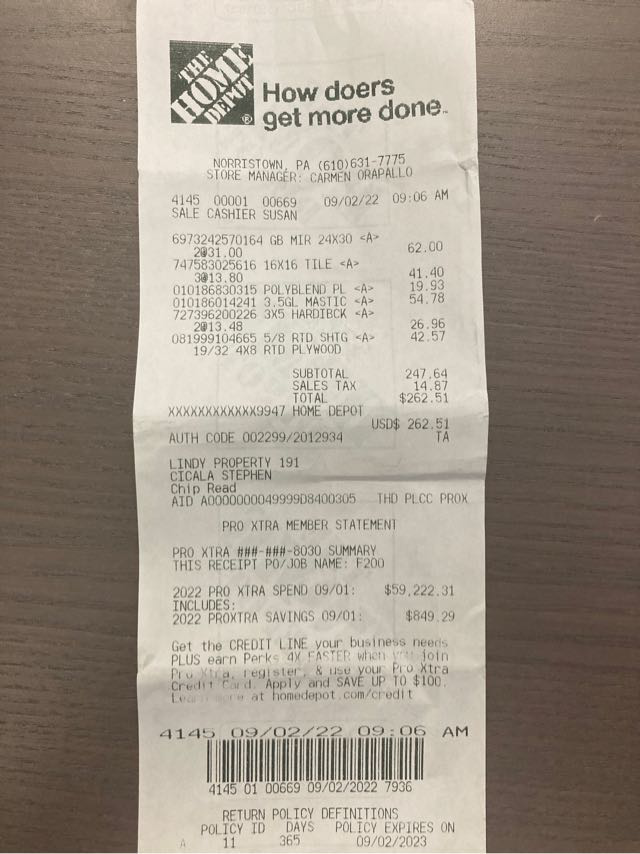 THE
HOME
DEPOT
®
How doers
get more done™
NORRISTOWN, PA (610)631-7775
STORE MANAGER: CARMEN ORAPALLO
4145 00001 00669 09/02/22 09:06 AM
SALE CASHIER SUSAN
6973242570164 GB MIR 24X30 <A>
2@31.00 62.00
747583025616 16X16 TILE <A>
3@13.80 41.40
010186830315 POLYBLEND PL <A> 19.93
010186014241 3.5GL MASTIC <A> 54.78
727396200226 3X5 HARDIBCK <A>
2@13.48 26.96
081999104665 5/8 RTD SHTG <A> 42.57
19/32 4X8 RTD PLYWOOD
SUBTOTAL 247.64
SALES TAX 14.87
TOTAL $262.51
XXXXXXXXXXXX9947 HOME DEPOT
USD$ 262.51
AUTH CODE 002299/2012934 TA
LINDY PROPERTY 191
CICALA STEPHEN
Chip Read
AID A0000000049999D8400305 THD PLCC PROX
PRO XTRA MEMBER STATEMENT
PRO XTRA ###-###-8030 SUMMARY
THIS RECEIPT PO/JOB NAME: F200
2022 PRO XTRA SPEND 09/01: $59,222.31
INCLUDES:
2022 PROXTRA SAVINGS 09/01: $849.29
Get the CREDIT LINE your business needs
PLUS earn Perks 4X FASTER when you join
Pro Xtra, register, & use your Pro Xtra
Credit Card. Apply and SAVE UP TO $100.
Learn more at homedepot.com/credit
4145 09/02/22 09:06 AM
4145 01 00669 09/02/2022 7936
RETURN POLICY DEFINITIONS
POLICY ID DAYS POLICY EXPIRES ON
A 11 365 09/02/2023